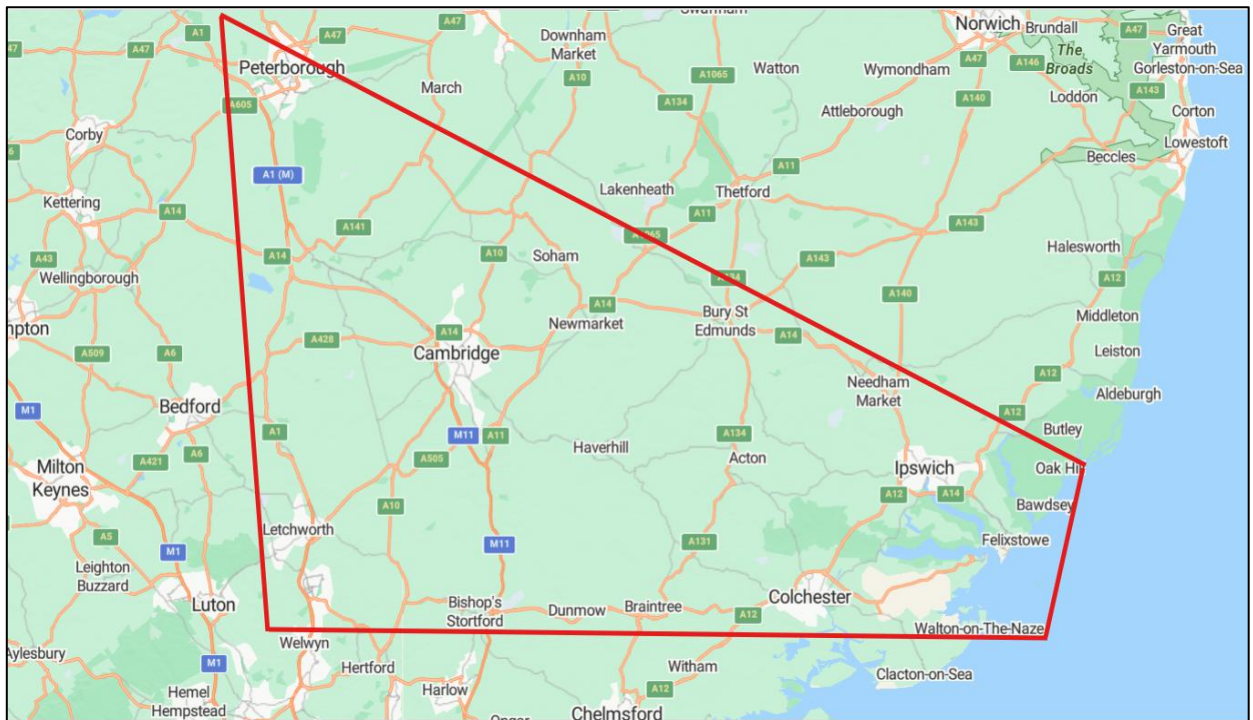 Swanham
A47
A1
A47
A47
A47
Peterborough
Downham
Market
A10
A1065
Watton
Norwich
Brundall
A47
Great
Yarmouth
The
Broads
Gorleston-on-Sea
Wymondham
A47
A146
A605
March
A134
A140
Loddon
A143
Attleborough
Corton
Corby
Lowestoft
A1 (M)
A11
Beccles
Kettering
A14
Lakenheath
Thetford
A141
A11
A143
A1065
Halesworth
A43
A14
A10
Soham
A143
A12
Wellingborough
A134
A140
A14
Newmarket
Bury St
Edmunds
Middleton
mpton
A14
A14
A428
Cambridge
A509
A6
Leiston
A12
Needham
Market
Aldeburgh
Bedford
M1
A12
Butley
A1
M11
A11
A134
Haverhill
A421
A6
A505
Acton
Milton
Keynes
Ipswich
Oak Hil
A12
A14
Bawdsey
A10
Letchworth
A5
M1
M11
A131
Felixstowe
Leighton
Buzzard
Luton
Bishop's
Stortford
Dunmow
Braintree
Colchester
A12
Welwyn
Walton-on-The-Naze
Aylesbury
M1
Hertford
Witham
Clacton-on-Sea
Hemel
Hempstead
Harlow
A12
Chelmsford